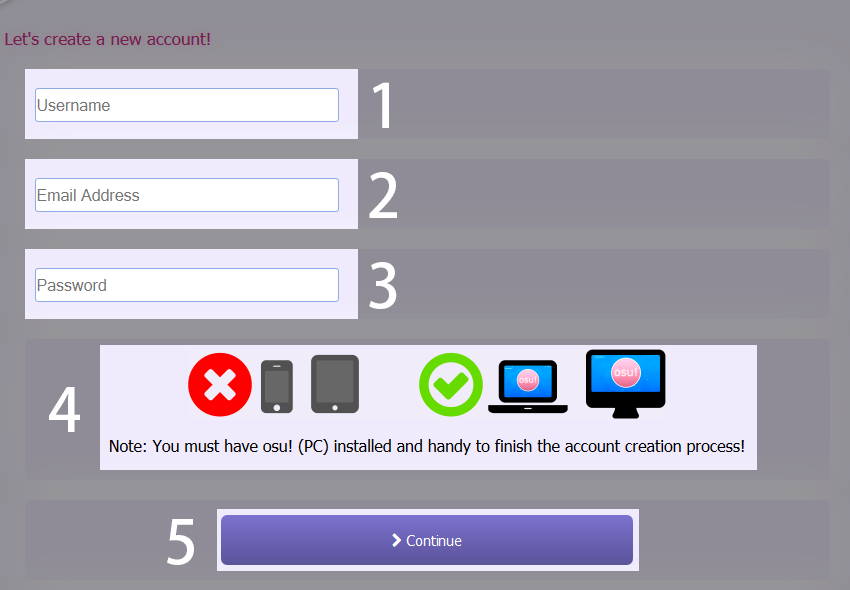 Let's create a new account!
Username
1
Email Address
2
Password
3
4
osu!
osu!
Note: You must have osu! (PC) installed and handy to finish the account creation process!
5
Continue